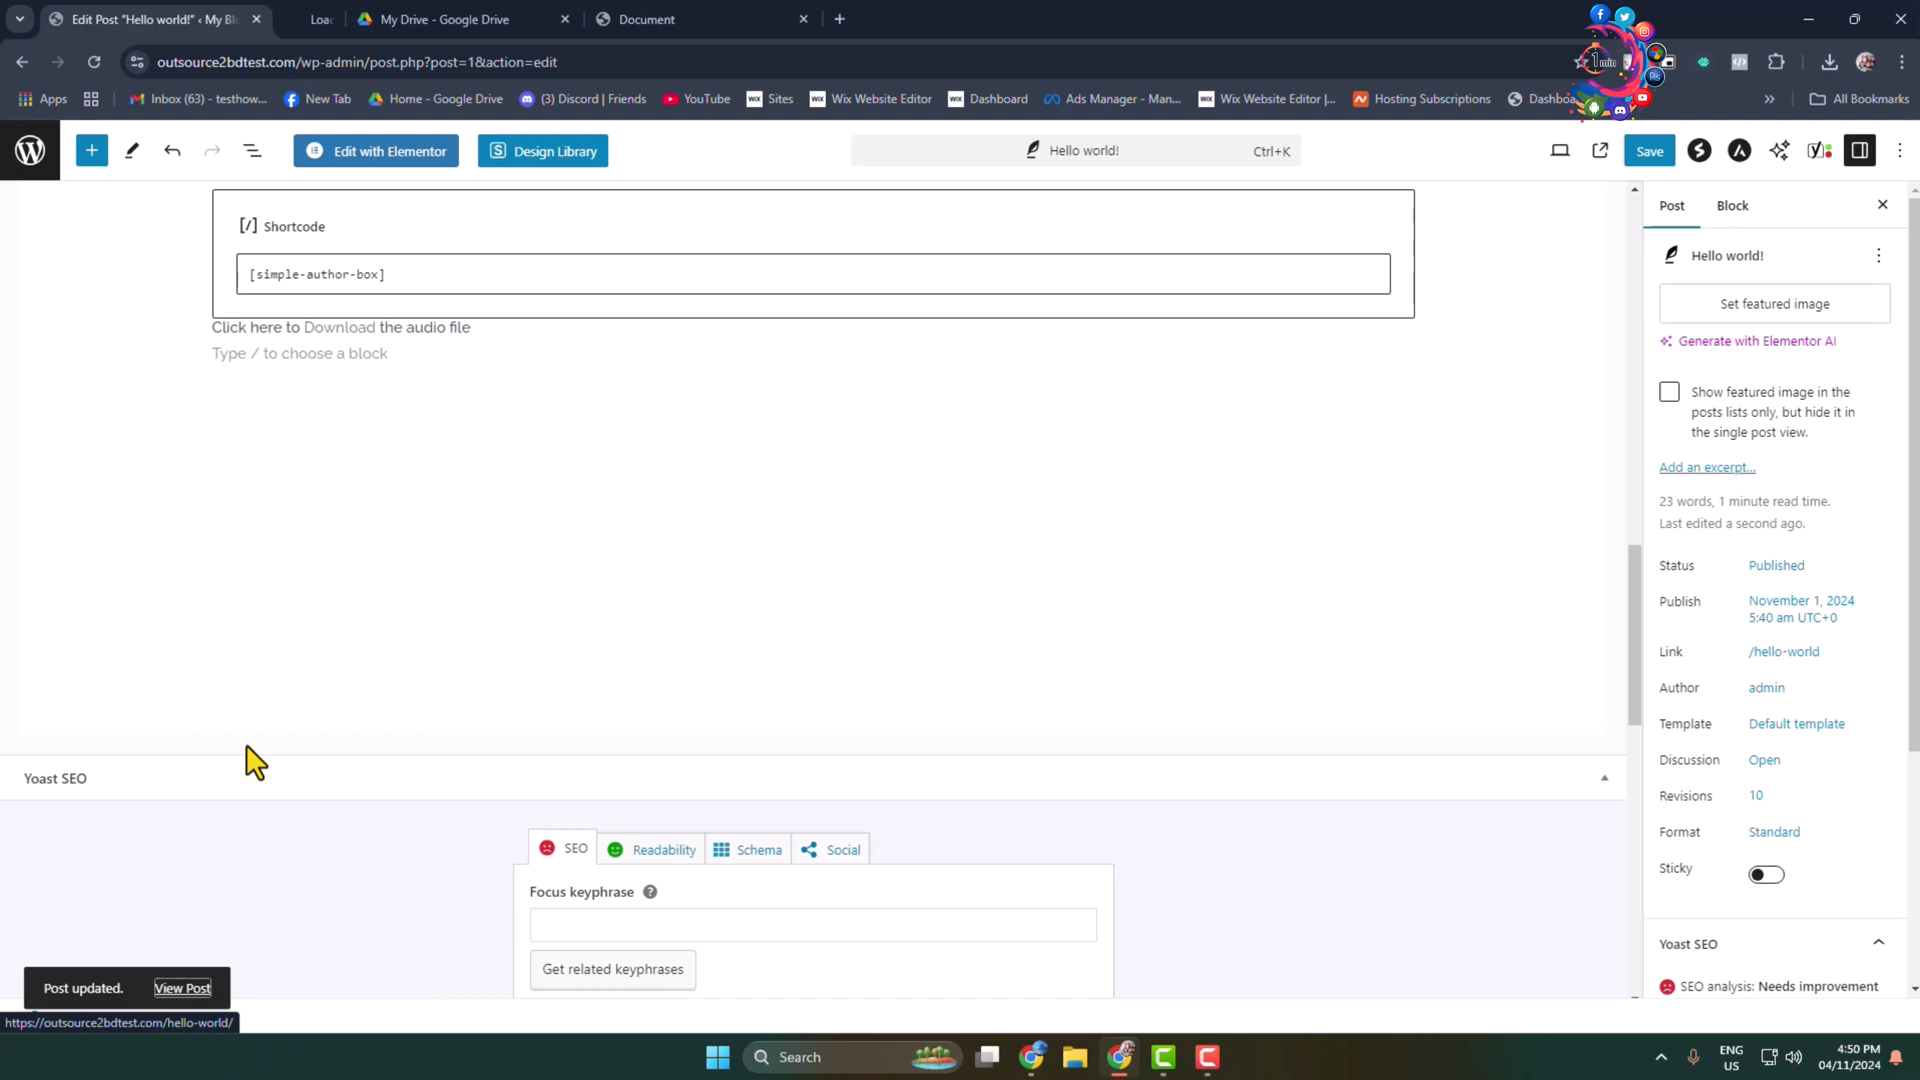 Edit Post “Hello world!” ‹ My Bl
Loac
My Drive - Google Drive
Document
outsource2bdtest.com/wp-admin/post.php?post=1&action=edit
1min
Apps
Inbox (63) - testhow...
New Tab
Home - Google Drive
(3) Discord | Friends
YouTube
Sites
Wix Website Editor
Dashboard
Ads Manager - Man...
Wix Website Editor |...
Hosting Subscriptions
Dashboa
All Bookmarks
Edit with Elementor
Design Library
Hello world!
Ctrl+K
Save
[/] Shortcode
[simple-author-box]
Click here to Download the audio file
Type / to choose a block
Post
Block
Hello world!
Set featured image
Generate with Elementor AI
Show featured image in the
posts lists only, but hide it in
the single post view.
Add an excerpt...
23 words, 1 minute read time.
Last edited a second ago.
Status
Published
Publish
November 1, 2024
5:40 am UTC+0
Link
/hello-world
Author
admin
Template
Default template
Discussion
Open
Revisions
10
Format
Standard
Sticky
Yoast SEO
SEO analysis: Needs improvement
Yoast SEO
SEO
Readability
Schema
Social
Focus keyphrase
Get related keyphrases
Post updated.
View Post
https://outsource2bdtest.com/hello-world/
Search
ENG
US
4:50 PM
04/11/2024